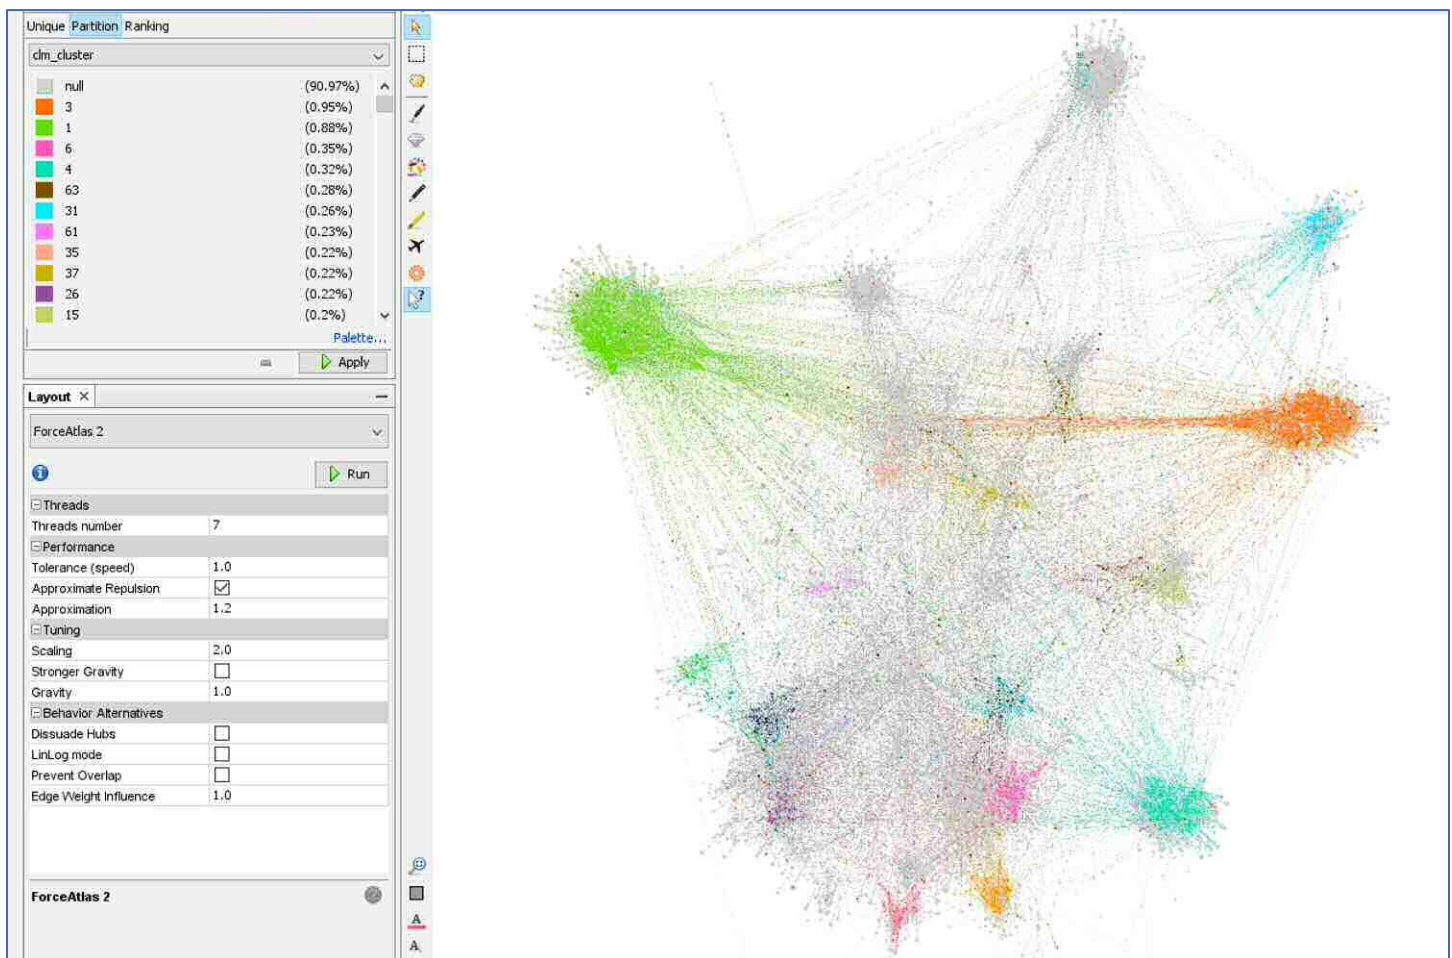 Unique Partition Ranking
clm_cluster
null (90.97%)
3 (0.95%)
1 (0.88%)
6 (0.35%)
4 (0.32%)
63 (0.28%)
31 (0.26%)
61 (0.23%)
35 (0.22%)
37 (0.22%)
26 (0.22%)
15 (0.2%)
Palette...
Apply
Layout
ForceAtlas 2
Run
Threads
Threads number 7
Performance
Tolerance (speed) 1.0
Approximate Repulsion
Approximation 1.2
Tuning
Scaling 2.0
Stronger Gravity
Gravity 1.0
Behavior Alternatives
Dissuade Hubs
LinLog mode
Prevent Overlap
Edge Weight Influence 1.0
ForceAtlas 2
A
A